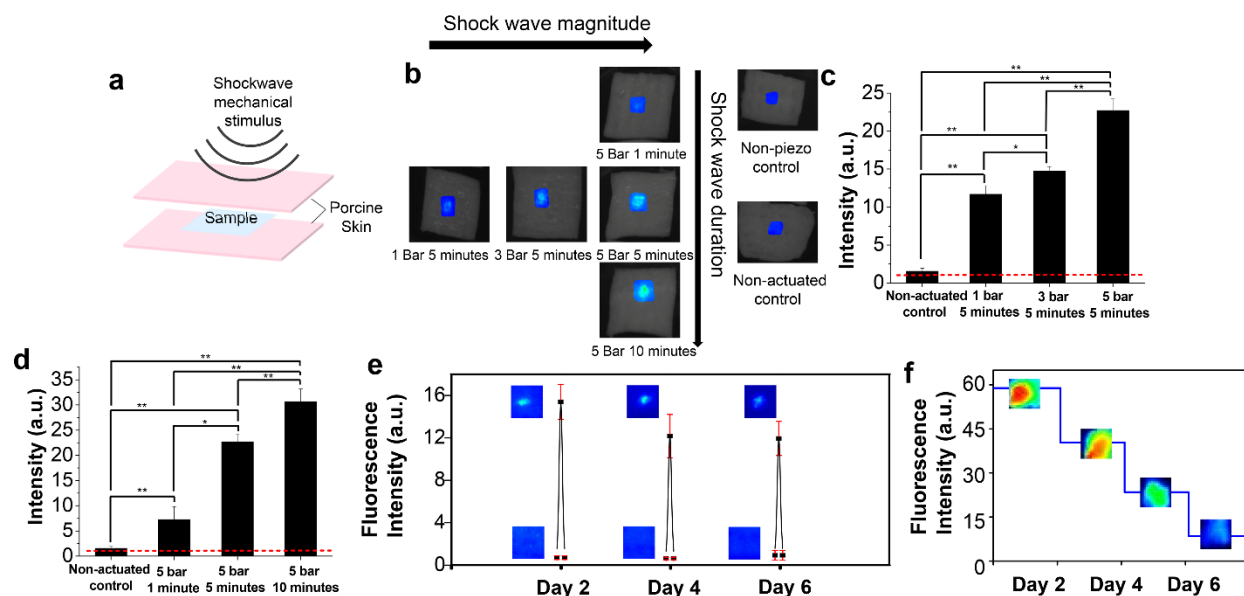 Shock wave magnitude
a
Shockwave
mechanical
stimulus
Sample
Porcine
Skin
b
5 Bar 1 minute
1 Bar 5 minutes
3 Bar 5 minutes
5 Bar 5 minutes
5 Bar 10 minutes
Shock wave duration
Non-piezo
control
Non-actuated
control
c
**
**
**
**
*
**
Intensity (a.u.)
25
20
15
10
5
0
Non-actuated
control
1 bar
5 minutes
3 bar
5 minutes
5 bar
5 minutes
d
**
**
**
**
*
**
Intensity (a.u.)
35
30
25
20
15
10
5
0
Non-actuated
control
5 bar
1 minute
5 bar
5 minutes
5 bar
10 minutes
e
Fluorescence
Intensity (a.u.)
16
12
8
4
0
Day 2
Day 4
Day 6
f
Fluorescence
Intensity (a.u.)
60
45
30
15
Day 2
Day 4
Day 6